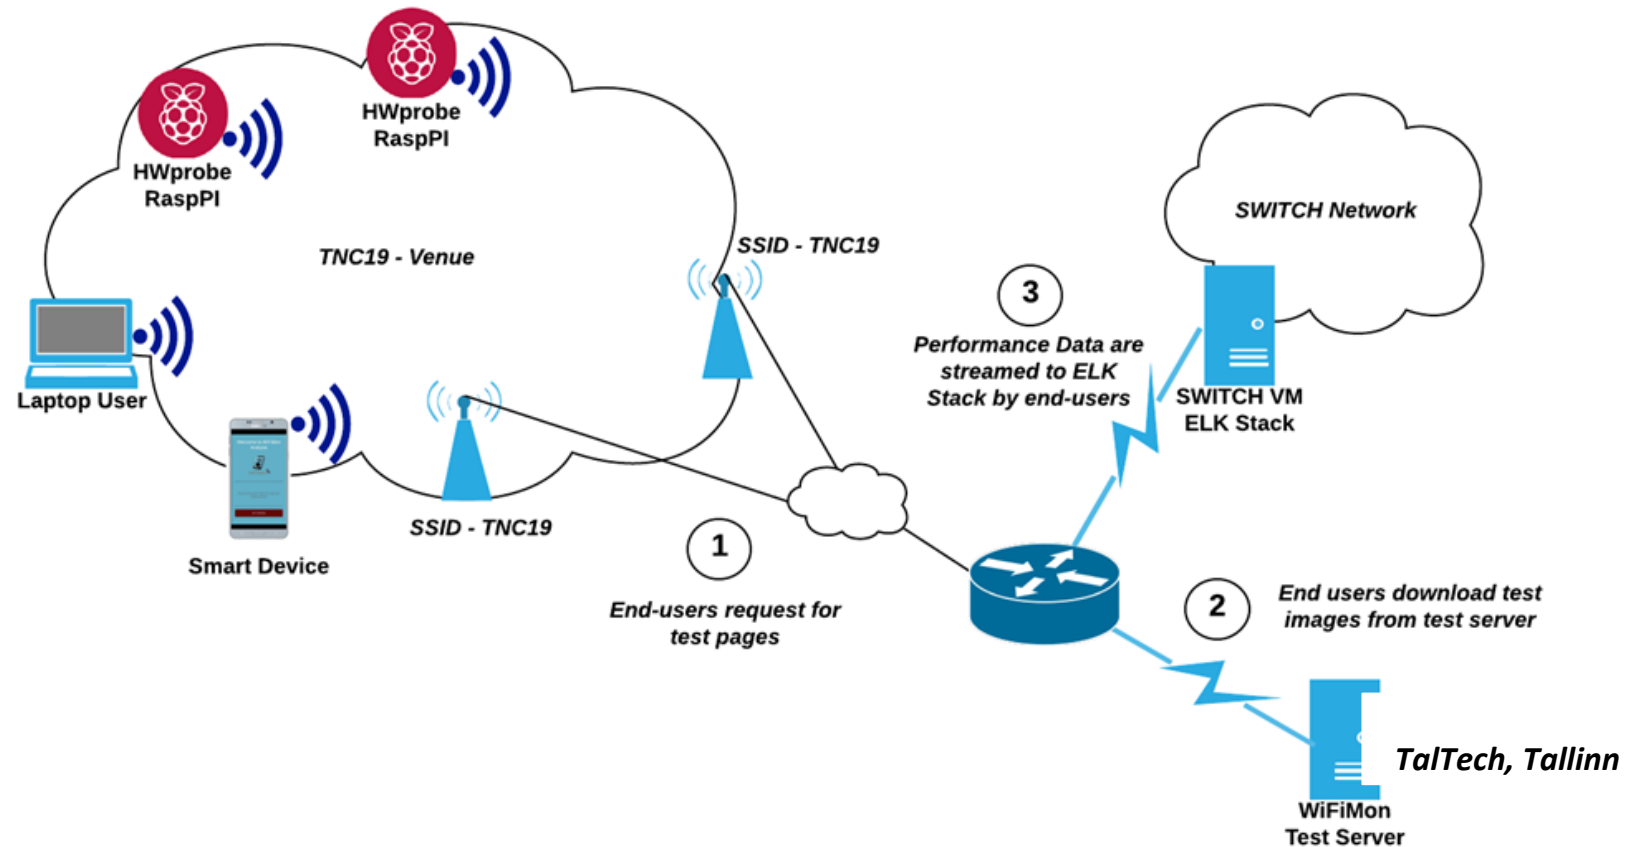 HWprobe
RaspPI
HWprobe
RaspPI
TNC19 - Venue
SSID - TNC19
SWITCH Network
3
Performance Data are
streamed to ELK
Stack by end-users
SWITCH VM
ELK Stack
Laptop User
SSID - TNC19
Smart Device
1
End-users request for
test pages
2
End users download test
images from test server
TalTech, Tallinn
WiFiMon
Test Server